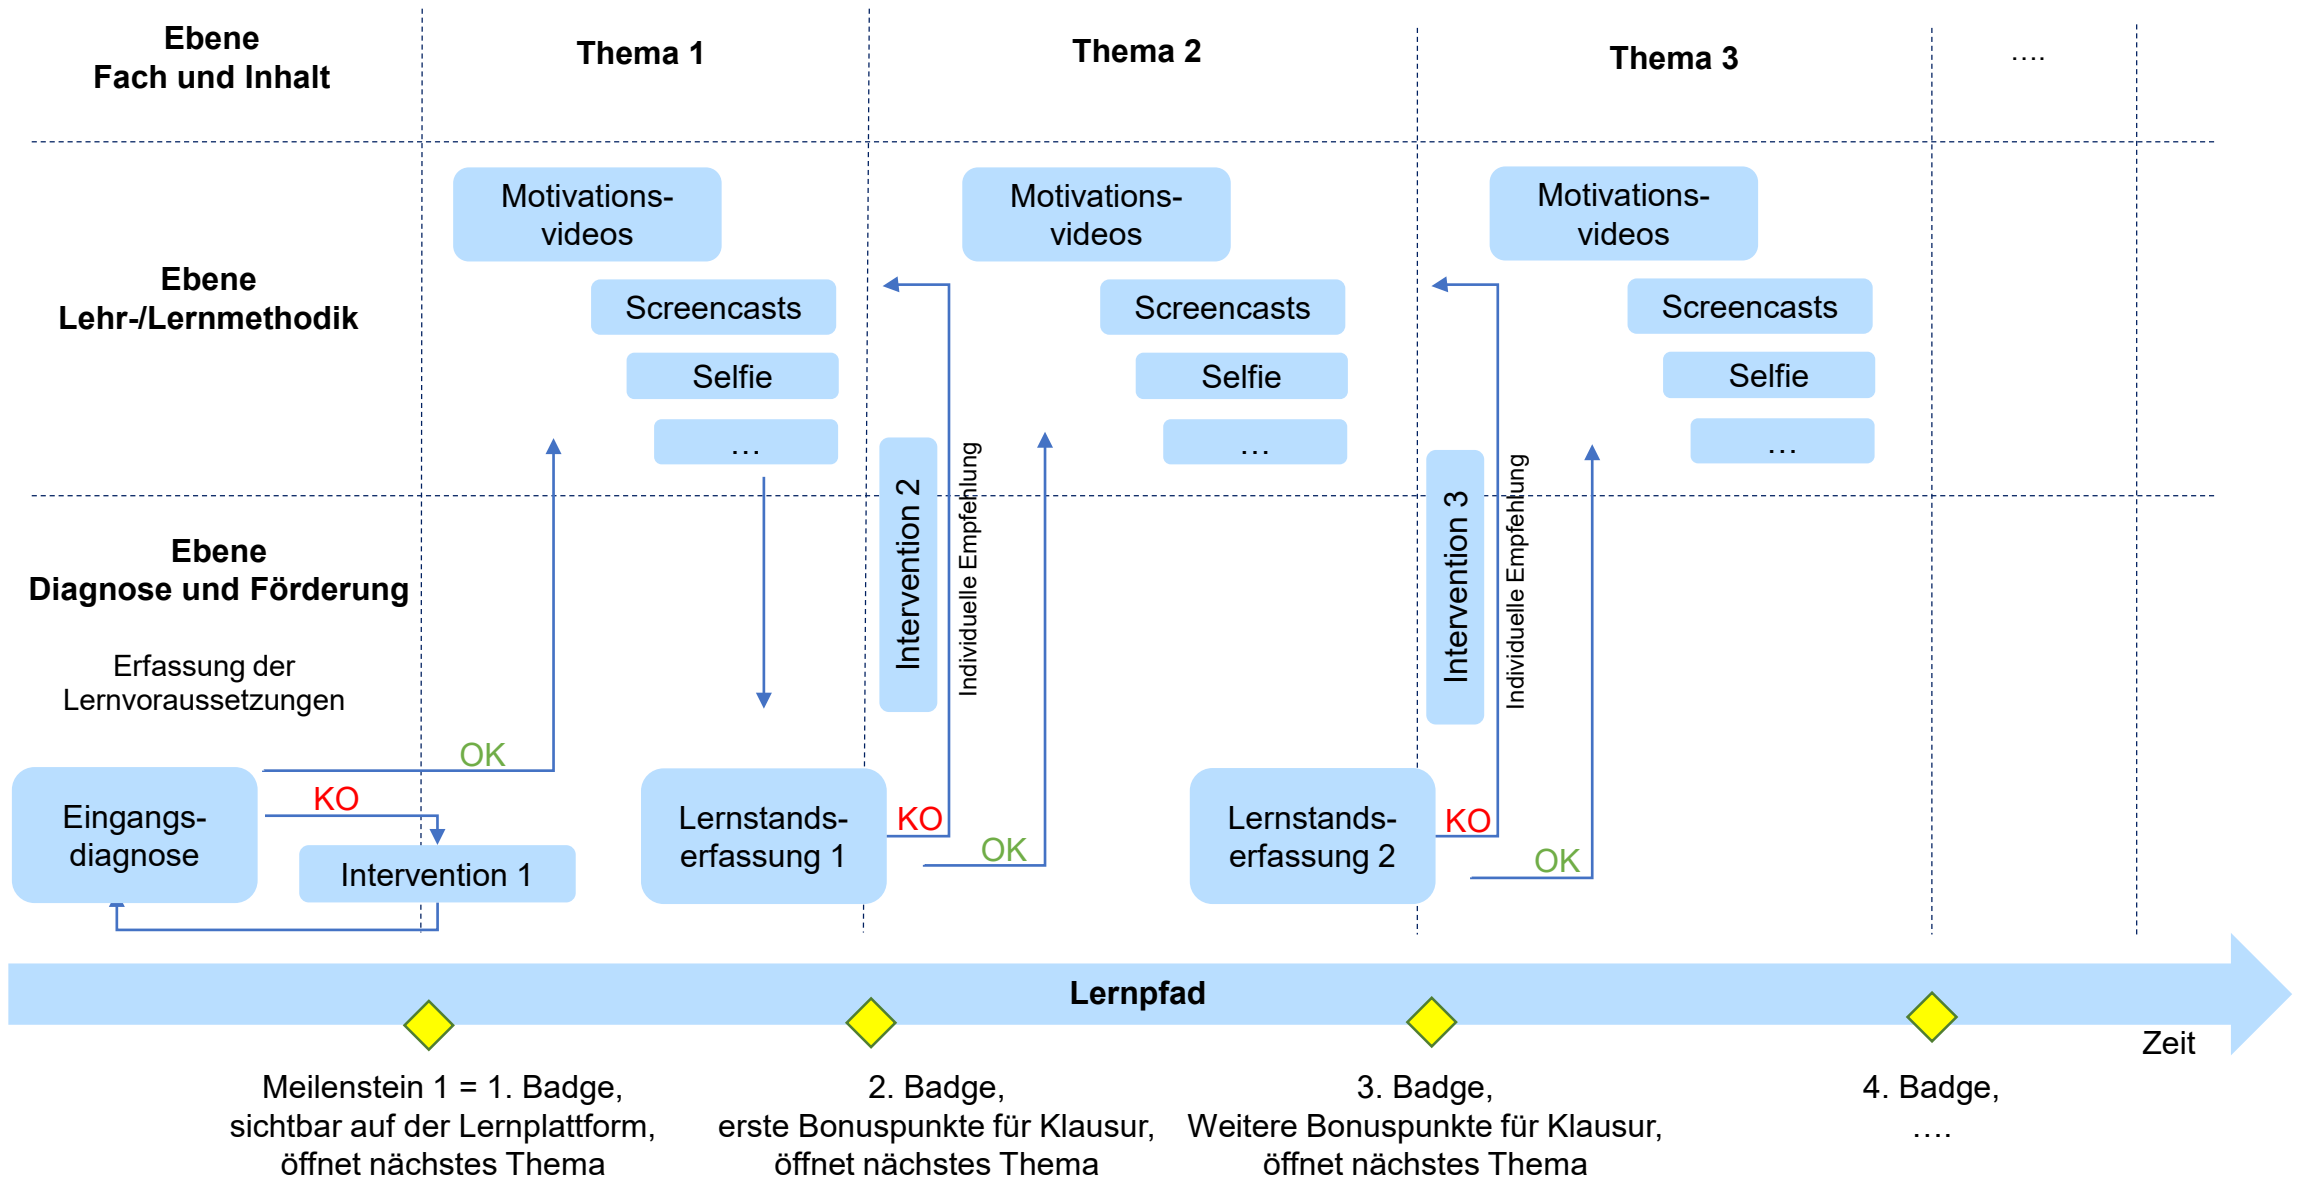 Ebene
Fach und Inhalt
Thema 1
Thema 2
Thema 3
....
Ebene
Lehr-/Lernmethodik
Motivations-
videos
Screencasts
Selfie
…
Motivations-
videos
Screencasts
Selfie
…
Motivations-
videos
Screencasts
Selfie
…
Ebene
Diagnose und Förderung
Erfassung der
Lernvoraussetzungen
Eingangs-
diagnose
OK
KO
Intervention 1
Lernstands-
erfassung 1
KO
OK
Intervention 2
Individuelle Empfehlung
Lernstands-
erfassung 2
KO
OK
Intervention 3
Individuelle Empfehlung
Lernpfad
Zeit
Meilenstein 1 = 1. Badge,
sichtbar auf der Lernplattform,
öffnet nächstes Thema
2. Badge,
erste Bonuspunkte für Klausur,
öffnet nächstes Thema
3. Badge,
Weitere Bonuspunkte für Klausur,
öffnet nächstes Thema
4. Badge,
....